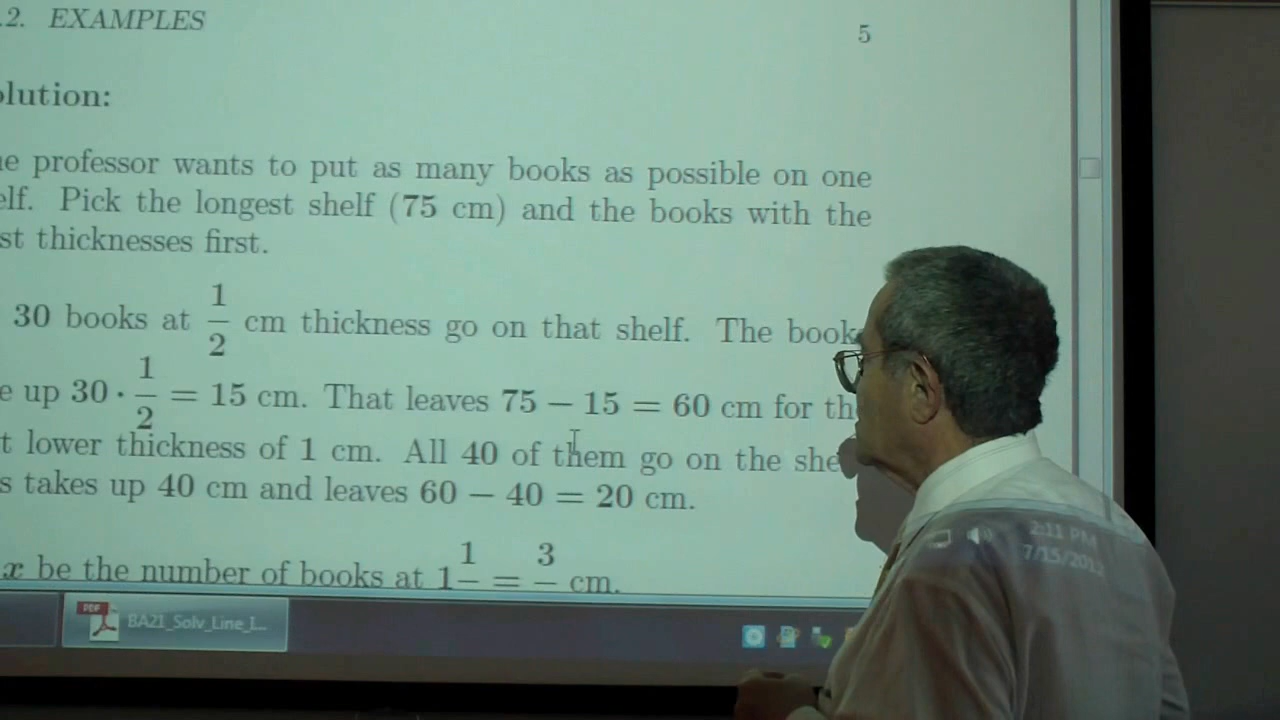 .2. EXAMPLES 5
olution:
e professor wants to put as many books as possible on one
elf. Pick the longest shelf (75 cm) and the books with the
st thicknesses first.
30 books at 1/2 cm thickness go on that shelf. The book
e up 30 · 1/2 = 15 cm. That leaves 75 − 15 = 60 cm for th
t lower thickness of 1 cm. All 40 of them go on the she
s takes up 40 cm and leaves 60 − 40 = 20 cm.
x be the number of books at 1 1/ = 3/ cm.
PDF
BA21_Solv_Line_I...
2:11 PM
7/15/2012